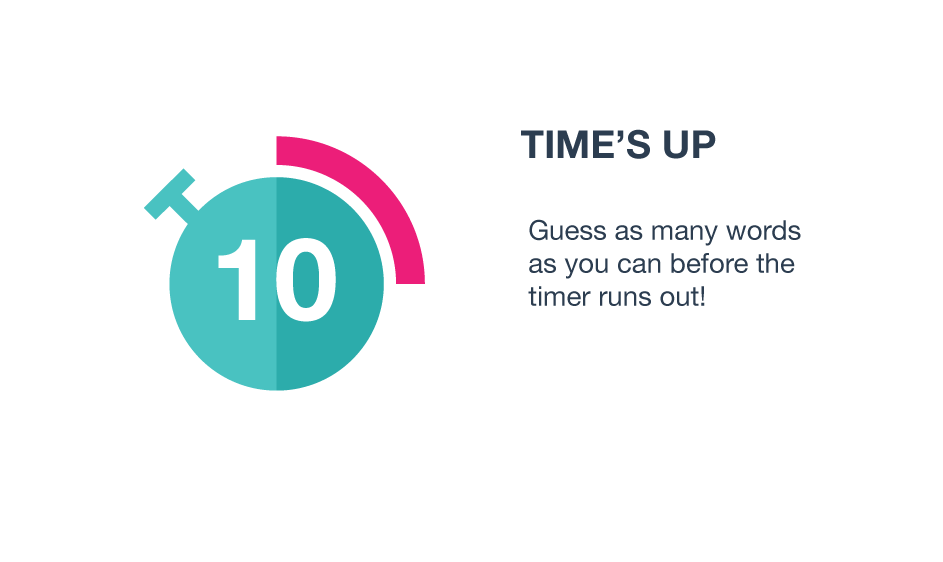 10
TIME’S UP
Guess as many words
as you can before the
timer runs out!